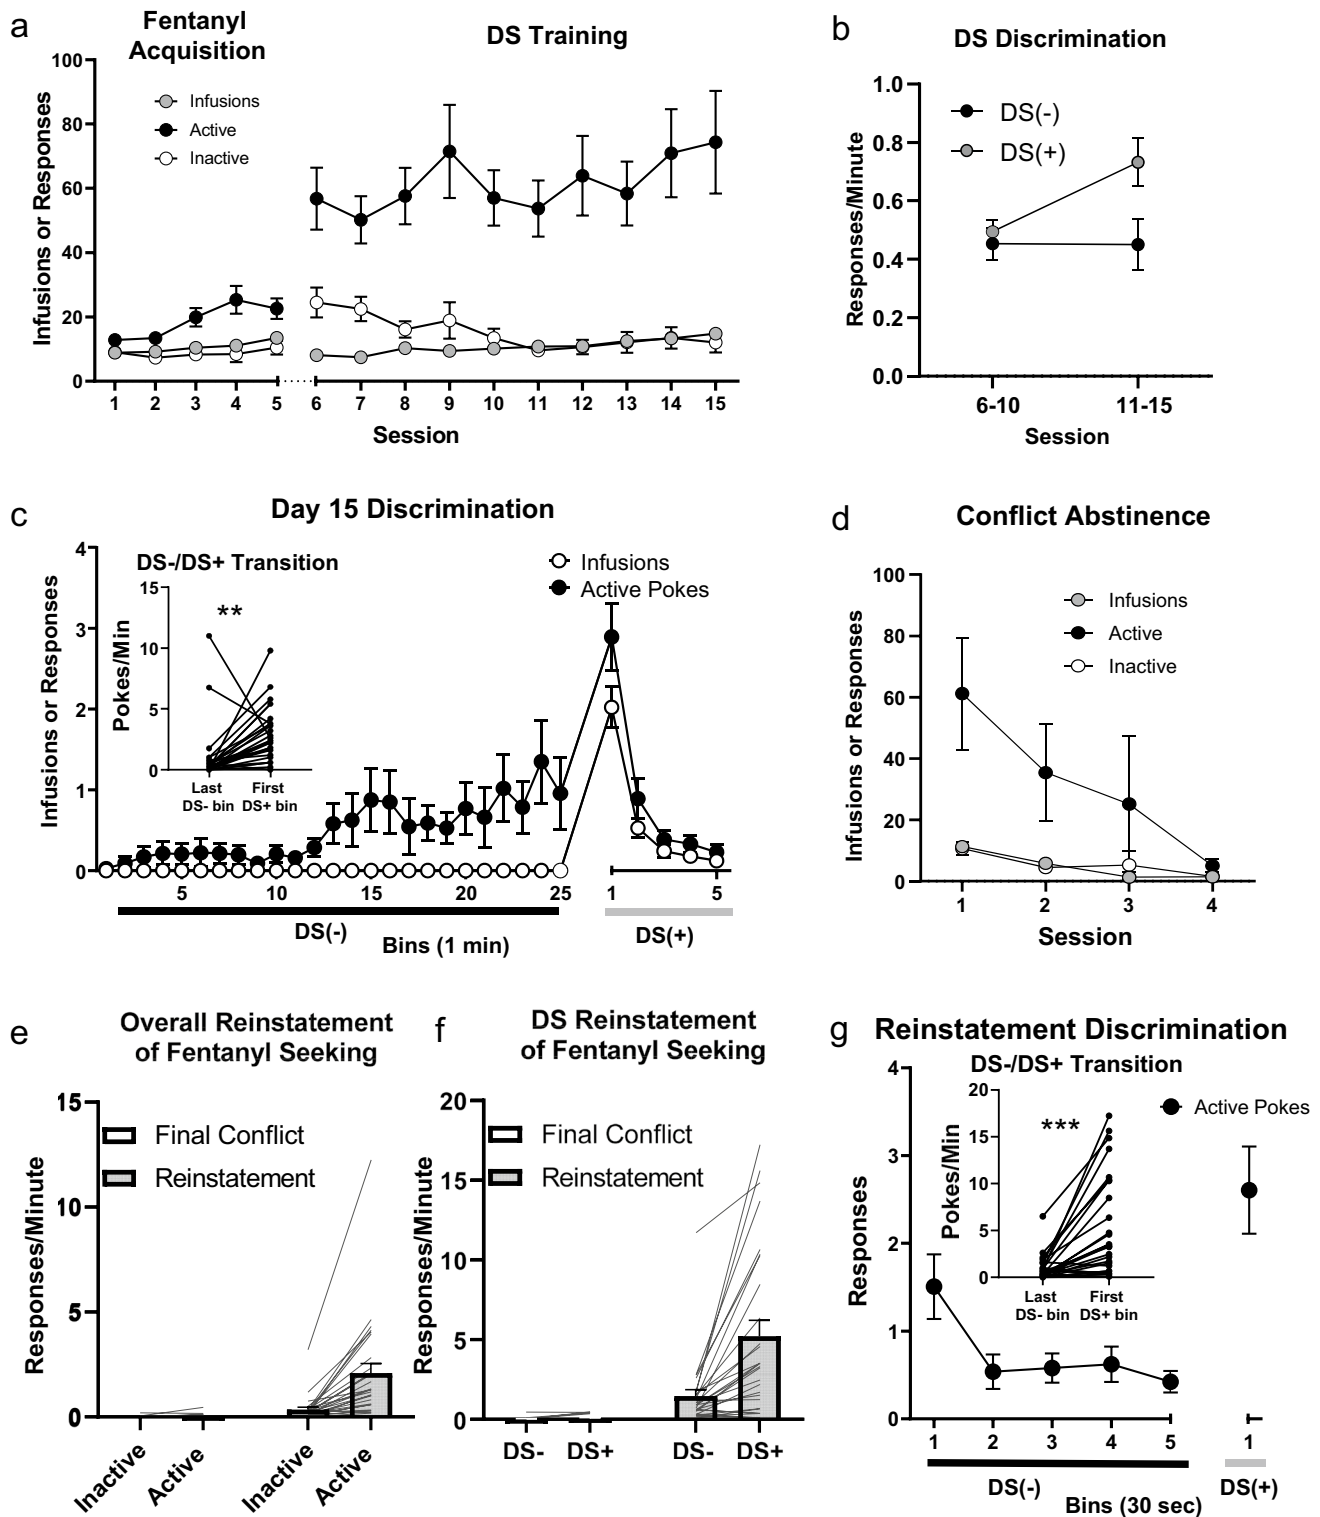 a
Fentanyl
Acquisition
DS Training
Infusions or Responses
100
80
60
40
20
0
Infusions
Active
Inactive
1 2 3 4 5 6 7 8 9 10 11 12 13 14 15
Session
b
DS Discrimination
Responses/Minute
1.0
0.8
0.6
0.4
0.2
0.0
DS(-)
DS(+)
6-10 11-15
Session
c
Day 15 Discrimination
Infusions or Responses
4
3
2
1
0
DS-/DS+ Transition
Pokes/Min
15
10
5
0
**
Last
DS- bin
First
DS+ bin
Infusions
Active Pokes
5 10 15 20 25 1 5
DS(-)
Bins (1 min)
DS(+)
d
Conflict Abstinence
Infusions or Responses
100
80
60
40
20
0
Infusions
Active
Inactive
1 2 3 4
Session
e
Overall Reinstatement
of Fentanyl Seeking
Responses/Minute
15
10
5
0
Final Conflict
Reinstatement
Inactive Active Inactive Active
f
DS Reinstatement
of Fentanyl Seeking
Responses/Minute
20
15
10
5
0
Final Conflict
Reinstatement
DS- DS+ DS- DS+
g
Reinstatement Discrimination
Responses
4
3
2
1
0
DS-/DS+ Transition
Pokes/Min
20
15
10
5
0
***
Last
DS- bin
First
DS+ bin
Active Pokes
1 2 3 4 5 1
DS(-)
Bins (30 sec)
DS(+)